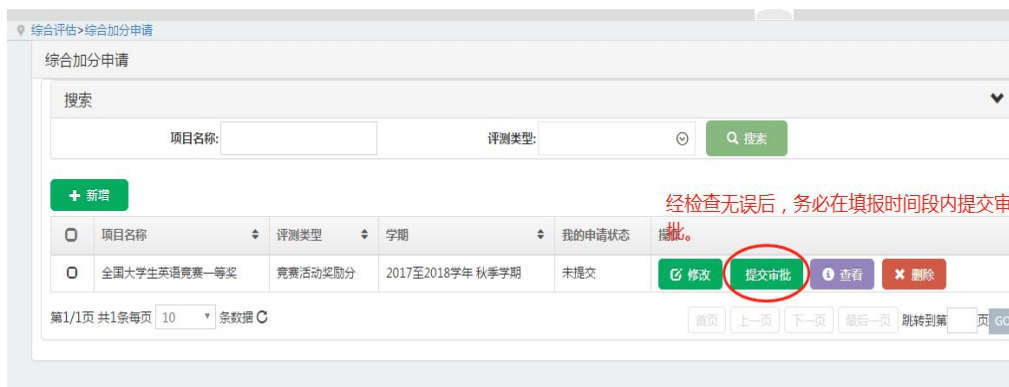 综合评估>综合加分申请
综合加分申请
搜索
项目名称: 评测类型: 搜索
新增
经检查无误后，务必在填报时间段内提交审
批。
项目名称 评测类型 学期 我的申请状态 操作
全国大学生英语竞赛一等奖 竞赛活动奖励分 2017至2018学年 秋季学期 未提交 修改 提交审批 查看 删除
第1/1页 共1条每页 10 条数据 首页 上一页 下一页 最后一页 跳转到第 页 GO